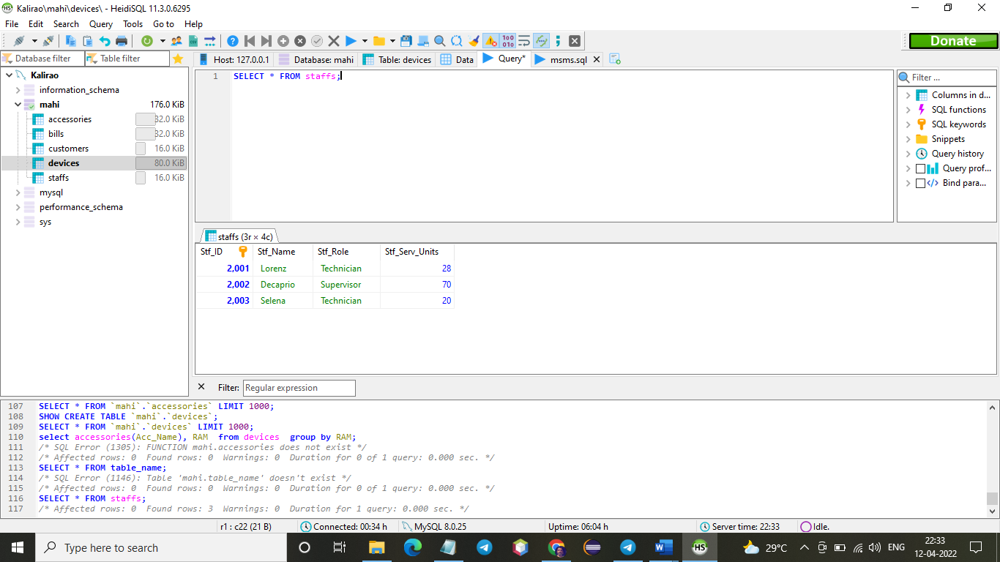 Kalirao\mahi\devices\ - HeidiSQL 11.3.0.6295
File Edit Search Query Tools Go to Help
Donate
Database filter Table filter
Host: 127.0.0.1 Database: mahi Table: devices Data Query* msms.sql
Kalirao
information_schema
mahi 176.0 KiB
accessories 32.0 KiB
bills 32.0 KiB
customers 16.0 KiB
devices 80.0 KiB
staffs 16.0 KiB
mysql
performance_schema
sys
1 SELECT * FROM staffs;
Filter ...
Columns in d...
SQL functions
SQL keywords
Snippets
Query history
Query prof...
Bind para...
staffs (3r × 4c)
Stf_ID Stf_Name Stf_Role Stf_Serv_Units
2,001 Lorenz Technician 28
2,002 Decaprio Supervisor 70
2,003 Selena Technician 20
Filter: Regular expression
107 SELECT * FROM `mahi`.`accessories` LIMIT 1000;
108 SHOW CREATE TABLE `mahi`.`devices`;
109 SELECT * FROM `mahi`.`devices` LIMIT 1000;
110 select accessories(Acc_Name), RAM from devices group by RAM;
111 /* SQL Error (1305): FUNCTION mahi.accessories does not exist */
112 /* Affected rows: 0 Found rows: 0 Warnings: 0 Duration for 0 of 1 query: 0.000 sec. */
113 SELECT * FROM table_name;
114 /* SQL Error (1146): Table 'mahi.table_name' doesn't exist */
115 /* Affected rows: 0 Found rows: 0 Warnings: 0 Duration for 0 of 1 query: 0.000 sec. */
116 SELECT * FROM staffs;
117 /* Affected rows: 0 Found rows: 3 Warnings: 0 Duration for 1 query: 0.000 sec. */
r1 : c22 (21 B) Connected: 00:34 h MySQL 8.0.25 Uptime: 06:04 h Server time: 22:33 Idle.
Type here to search
HS
29°C
ENG
22:33
12-04-2022